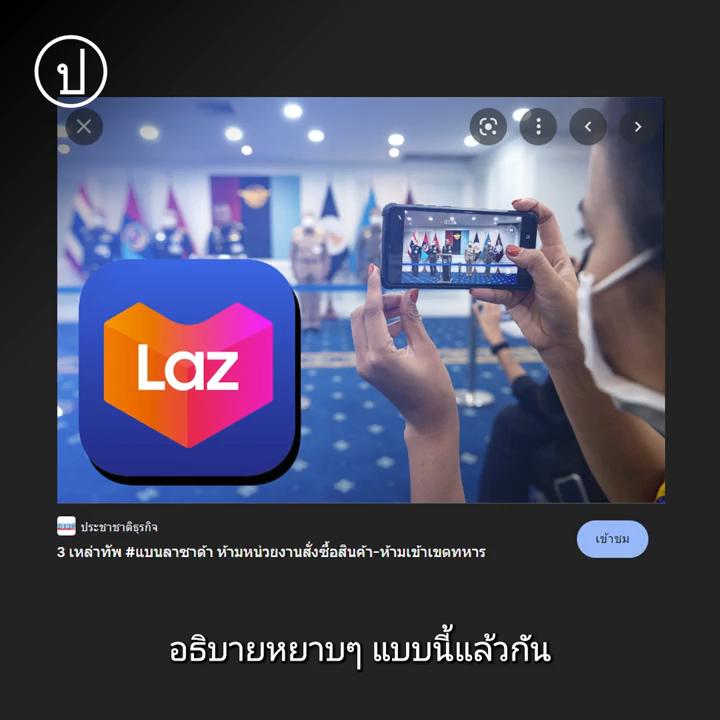 ป
Laz
ประชาชาติธุรกิจ
3 เหล่าทัพ #แบนลาซาด้า ห้ามหน่วยงานสั่งซื้อสินค้า-ห้ามเข้าเขตทหาร
เข้าชม
อธิบายหยาบๆ แบบนี้แล้วกัน